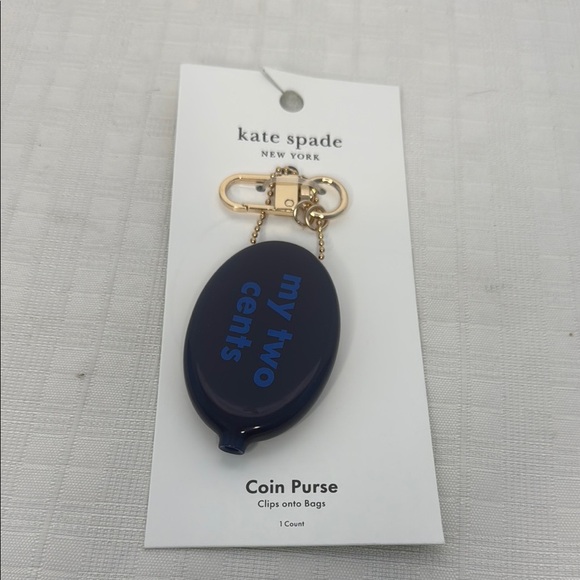 kate spade
NEW YORK
my two
cents
Coin Purse
Clips onto Bags
1 Count